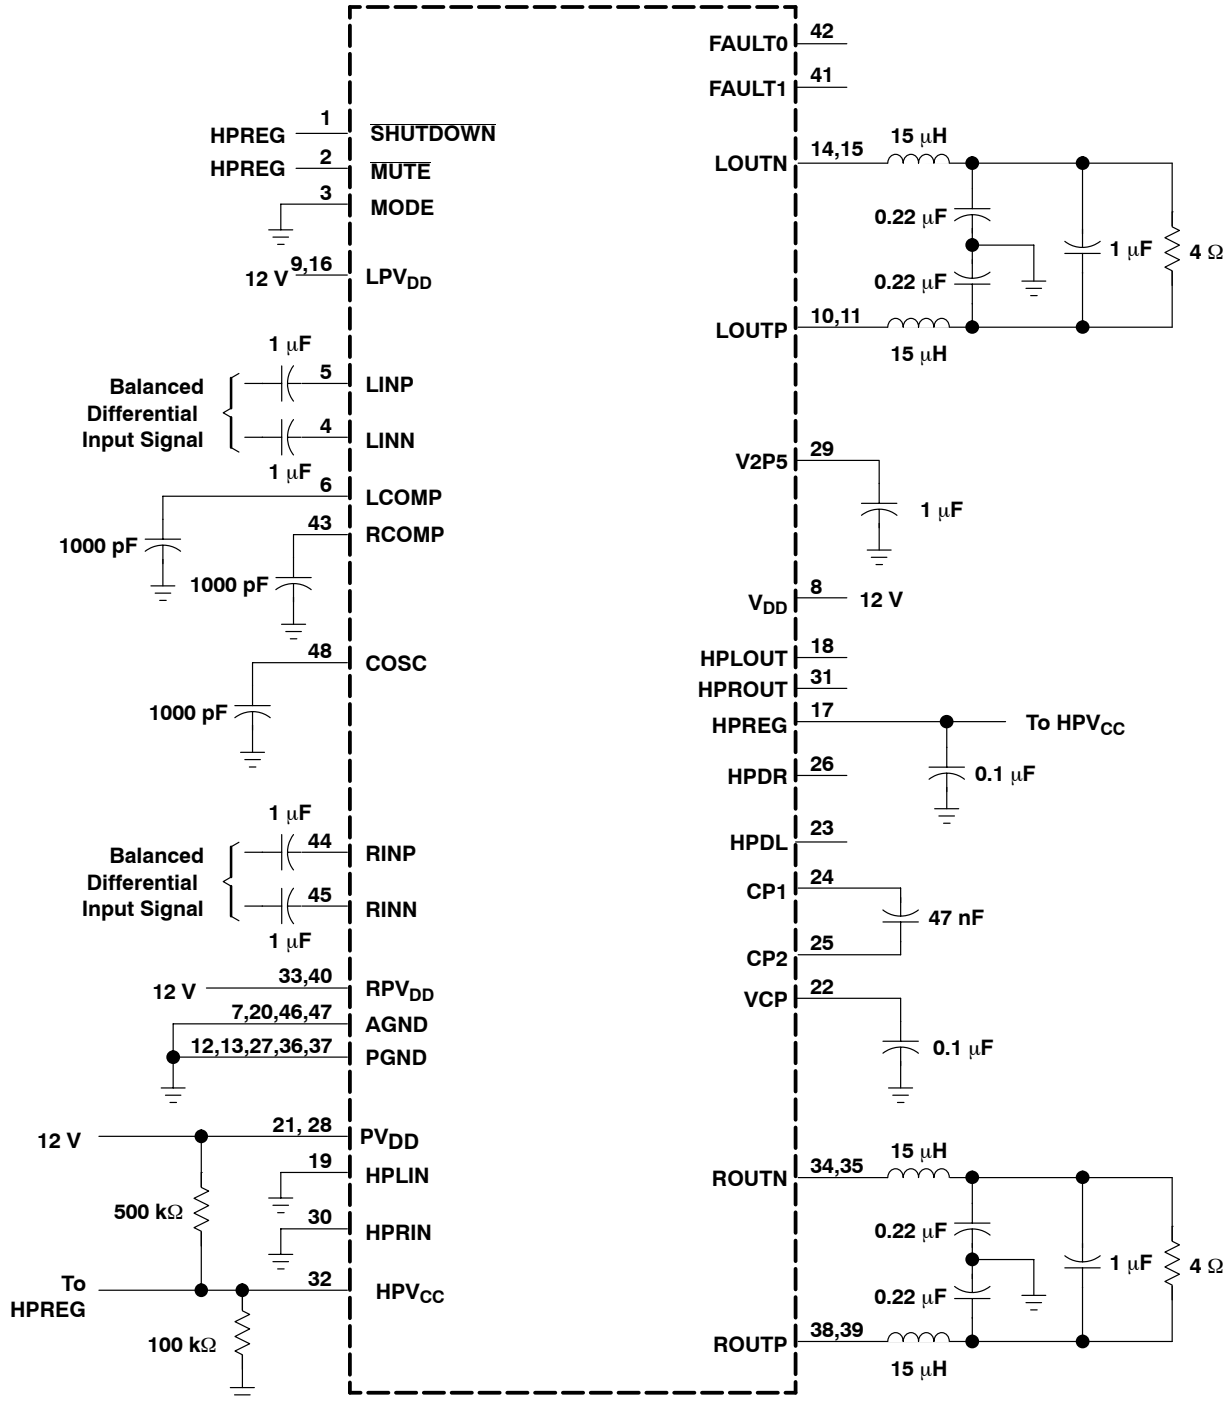 42
FAULT0
41
FAULT1
1
HPREG
SHUTDOWN
2
HPREG
MUTE
3
MODE
9,16
12 V
LPVDD
14,15
15 μH
LOUTN
0.22 μF
0.22 μF
1 μF
4 Ω
10,11
LOUTP
15 μH
1 μF
5
LINP
Balanced
Differential
Input Signal
4
LINN
1 μF
6
LCOMP
43
RCOMP
1000 pF
1000 pF
48
COSC
1000 pF
29
V2P5
1 μF
8
VDD
12 V
18
HPLOUT
31
HPROUT
17
HPREG
To HPVCC
0.1 μF
26
HPDR
23
HPDL
24
CP1
47 nF
25
CP2
22
VCP
0.1 μF
1 μF
44
RINP
Balanced
Differential
Input Signal
45
RINN
1 μF
33,40
12 V
RPVDD
7,20,46,47
AGND
12,13,27,36,37
PGND
21, 28
12 V
PVDD
19
HPLIN
500 kΩ
30
HPRIN
32
To
HPREG
HPVCC
100 kΩ
15 μH
34,35
ROUTN
0.22 μF
0.22 μF
1 μF
4 Ω
38,39
ROUTP
15 μH